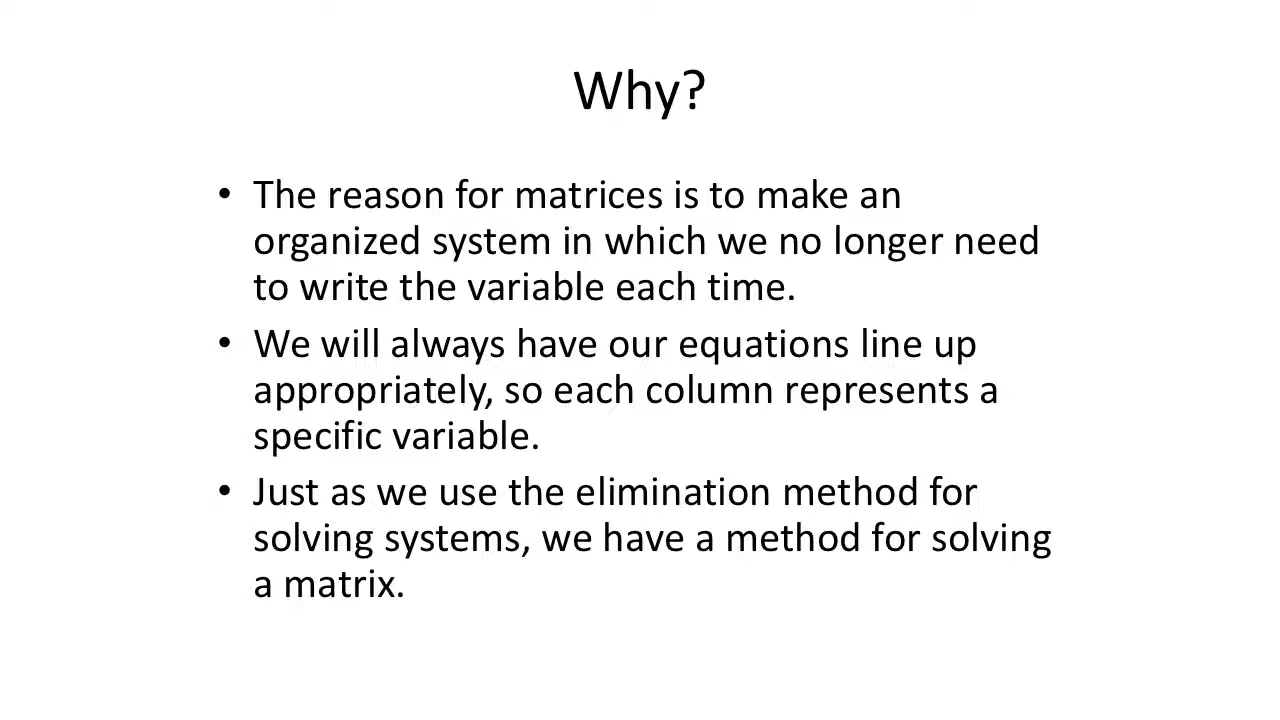 Why?
• The reason for matrices is to make an
organized system in which we no longer need
to write the variable each time.
• We will always have our equations line up
appropriately, so each column represents a
specific variable.
• Just as we use the elimination method for
solving systems, we have a method for solving
a matrix.